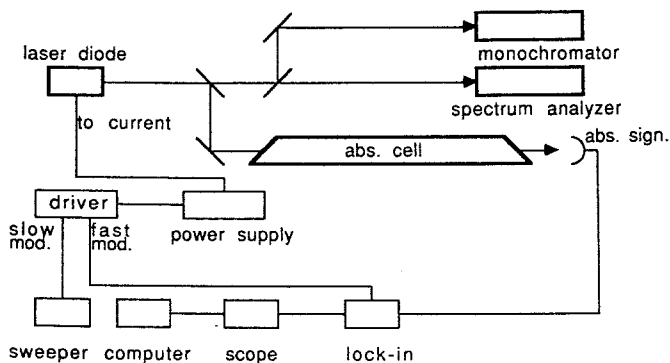 laser diode
monochromator
spectrum analyzer
to current
abs. sign.
abs. cell
driver
slow
mod.
fast
mod.
power supply
sweeper
computer
scope
lock-in